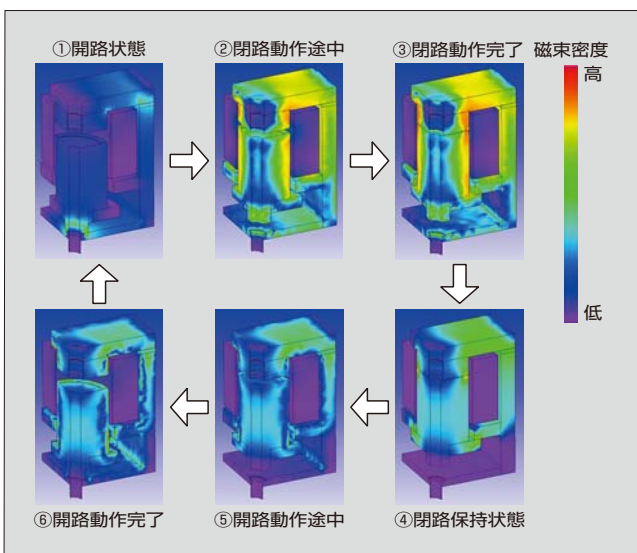 ①開路状態
②閉路動作途中
③閉路動作完了
磁束密度
高
低
④閉路保持状態
⑤開路動作途中
⑥開路動作完了